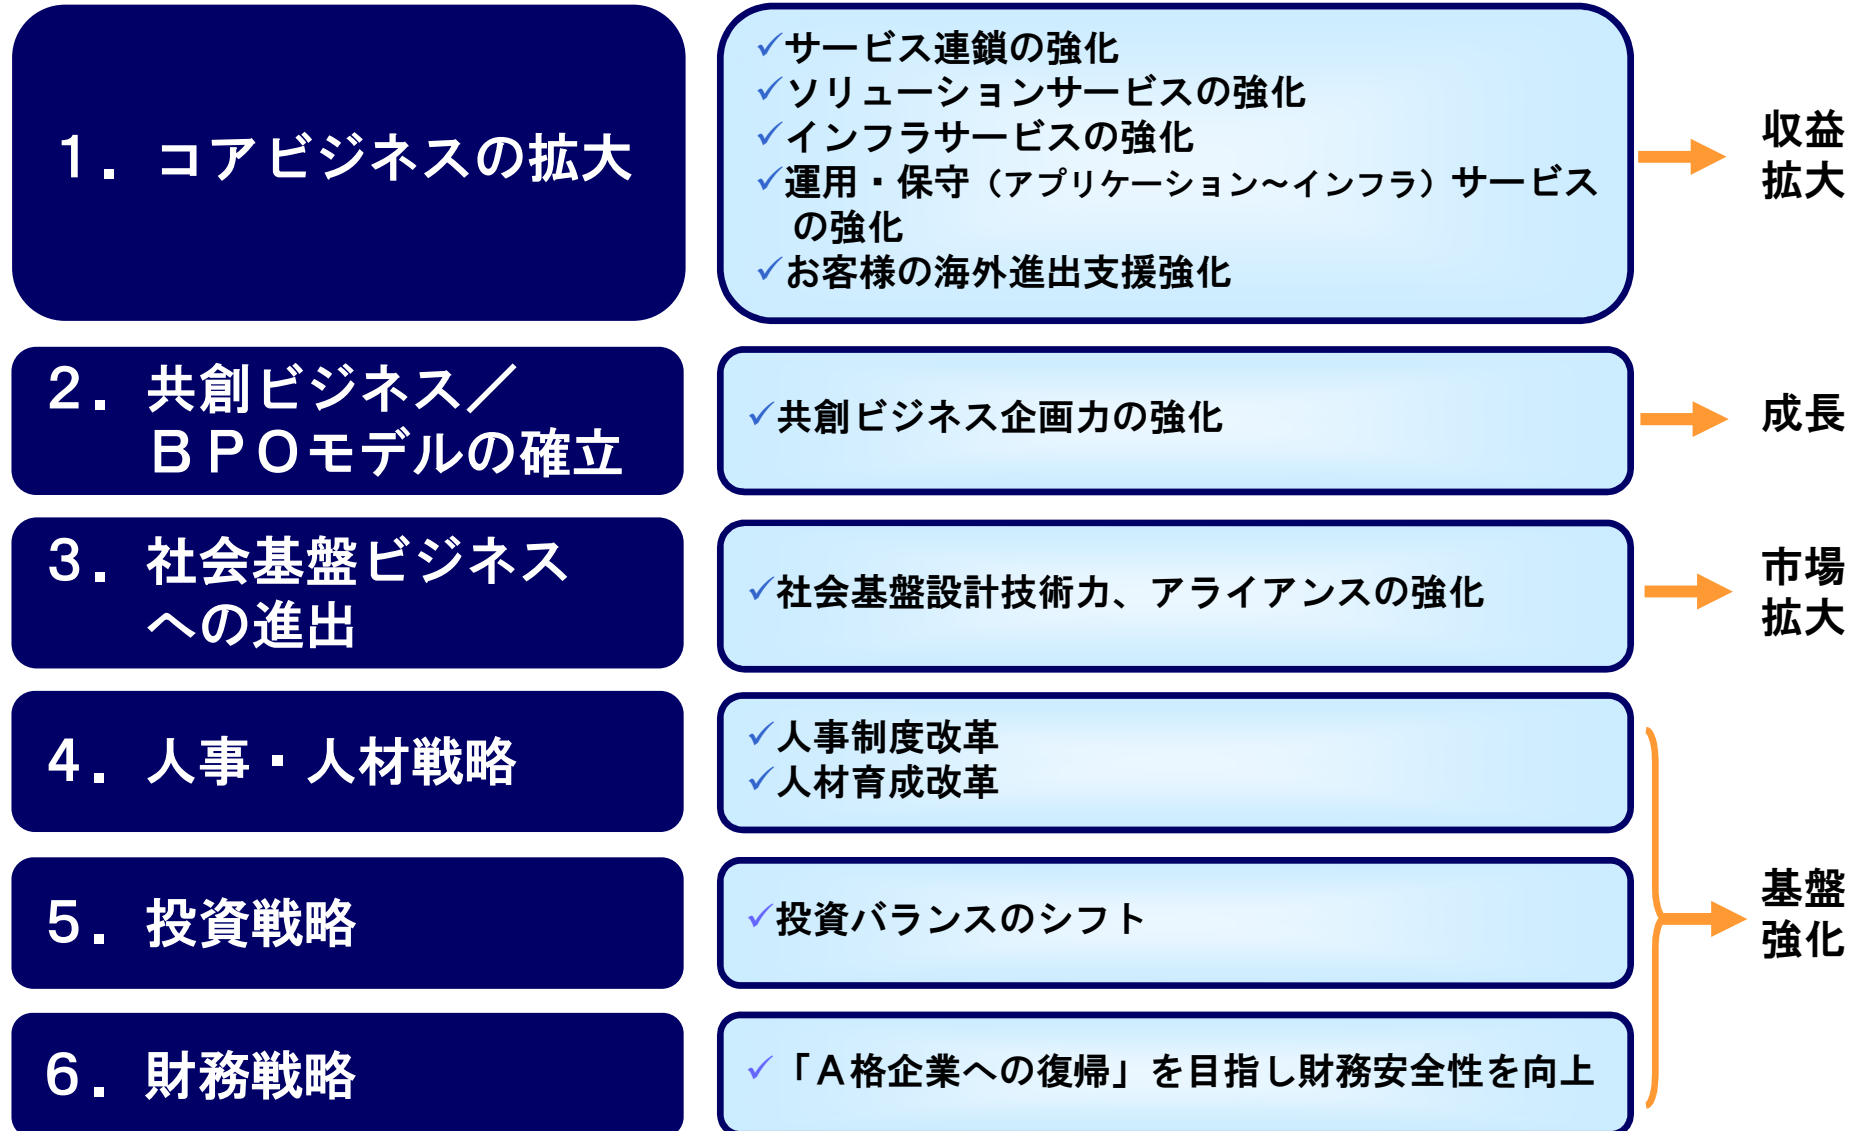 １．コアビジネスの拡大
✓サービス連鎖の強化
✓ソリューションサービスの強化
✓インフラサービスの強化
✓運用・保守（アプリケーション～インフラ）サービス
の強化
✓お客様の海外進出支援強化
収益
拡大
２．共創ビジネス／
ＢＰＯモデルの確立
✓共創ビジネス企画力の強化
成長
３．社会基盤ビジネス
への進出
✓社会基盤設計技術力、アライアンスの強化
市場
拡大
４．人事・人材戦略
✓人事制度改革
✓人材育成改革
５．投資戦略
✓投資バランスのシフト
基盤
強化
６．財務戦略
✓「Ａ格企業への復帰」を目指し財務安全性を向上